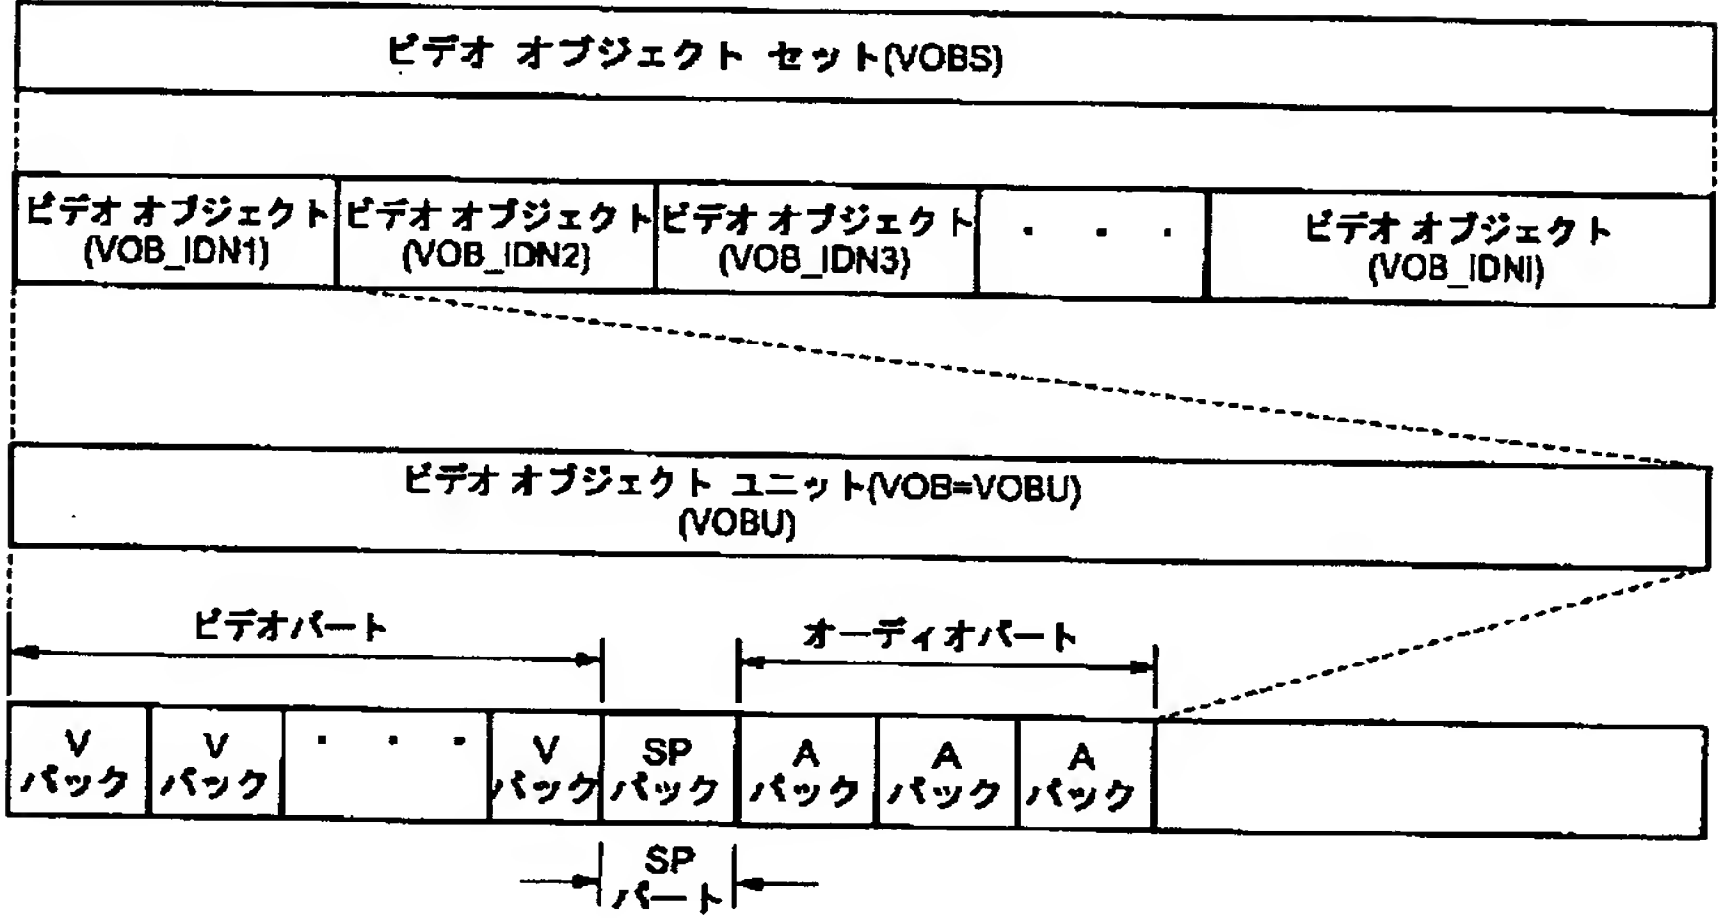 ビデオ オブジェクト セット(VOBS)
ビデオ オブジェクト
(VOB_IDN1)
ビデオ オブジェクト
(VOB_IDN2)
ビデオ オブジェクト
(VOB_IDN3)
・ ・ ・
ビデオ オブジェクト
(VOB_IDNi)
ビデオ オブジェクト ユニット(VOB=VOBU)
(VOBU)
ビデオパート
オーディオパート
V
パック
V
パック
・ ・ ・
V
パック
SP
パック
A
パック
A
パック
A
パック
SP
パート